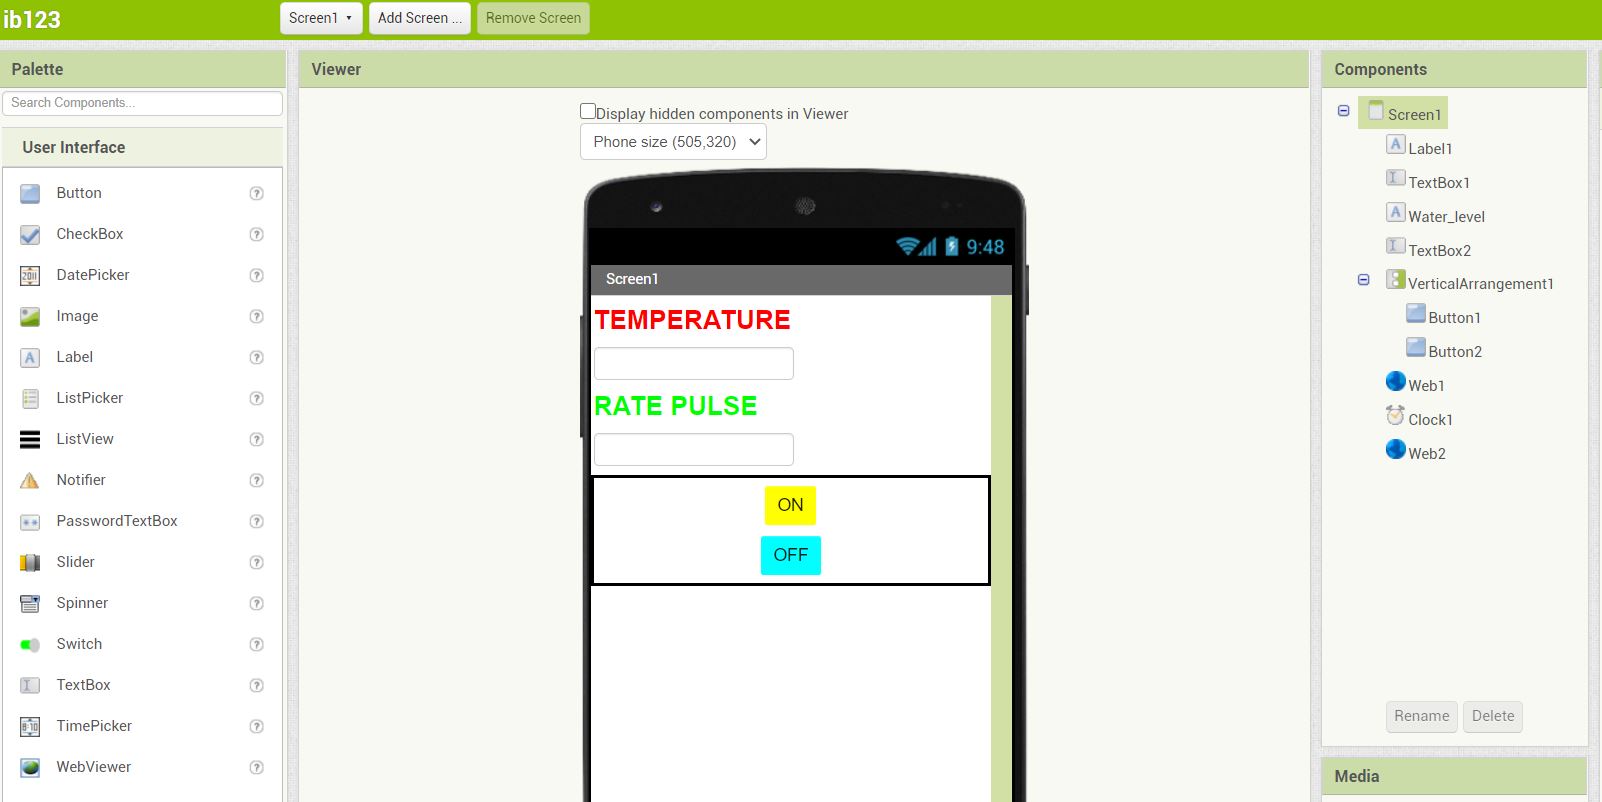 ib123
Screen1
Add Screen ...
Remove Screen
Palette
Search Components...
User Interface
Button ?
CheckBox ?
DatePicker ?
Image ?
Label ?
ListPicker ?
ListView ?
Notifier ?
PasswordTextBox ?
Slider ?
Spinner ?
Switch ?
TextBox ?
TimePicker ?
WebViewer ?
Viewer
Display hidden components in Viewer
Phone size (505,320)
9:48
Screen1
TEMPERATURE
RATE PULSE
ON
OFF
Components
Screen1
Label1
TextBox1
Water_level
TextBox2
VerticalArrangement1
Button1
Button2
Web1
Clock1
Web2
Rename
Delete
Media